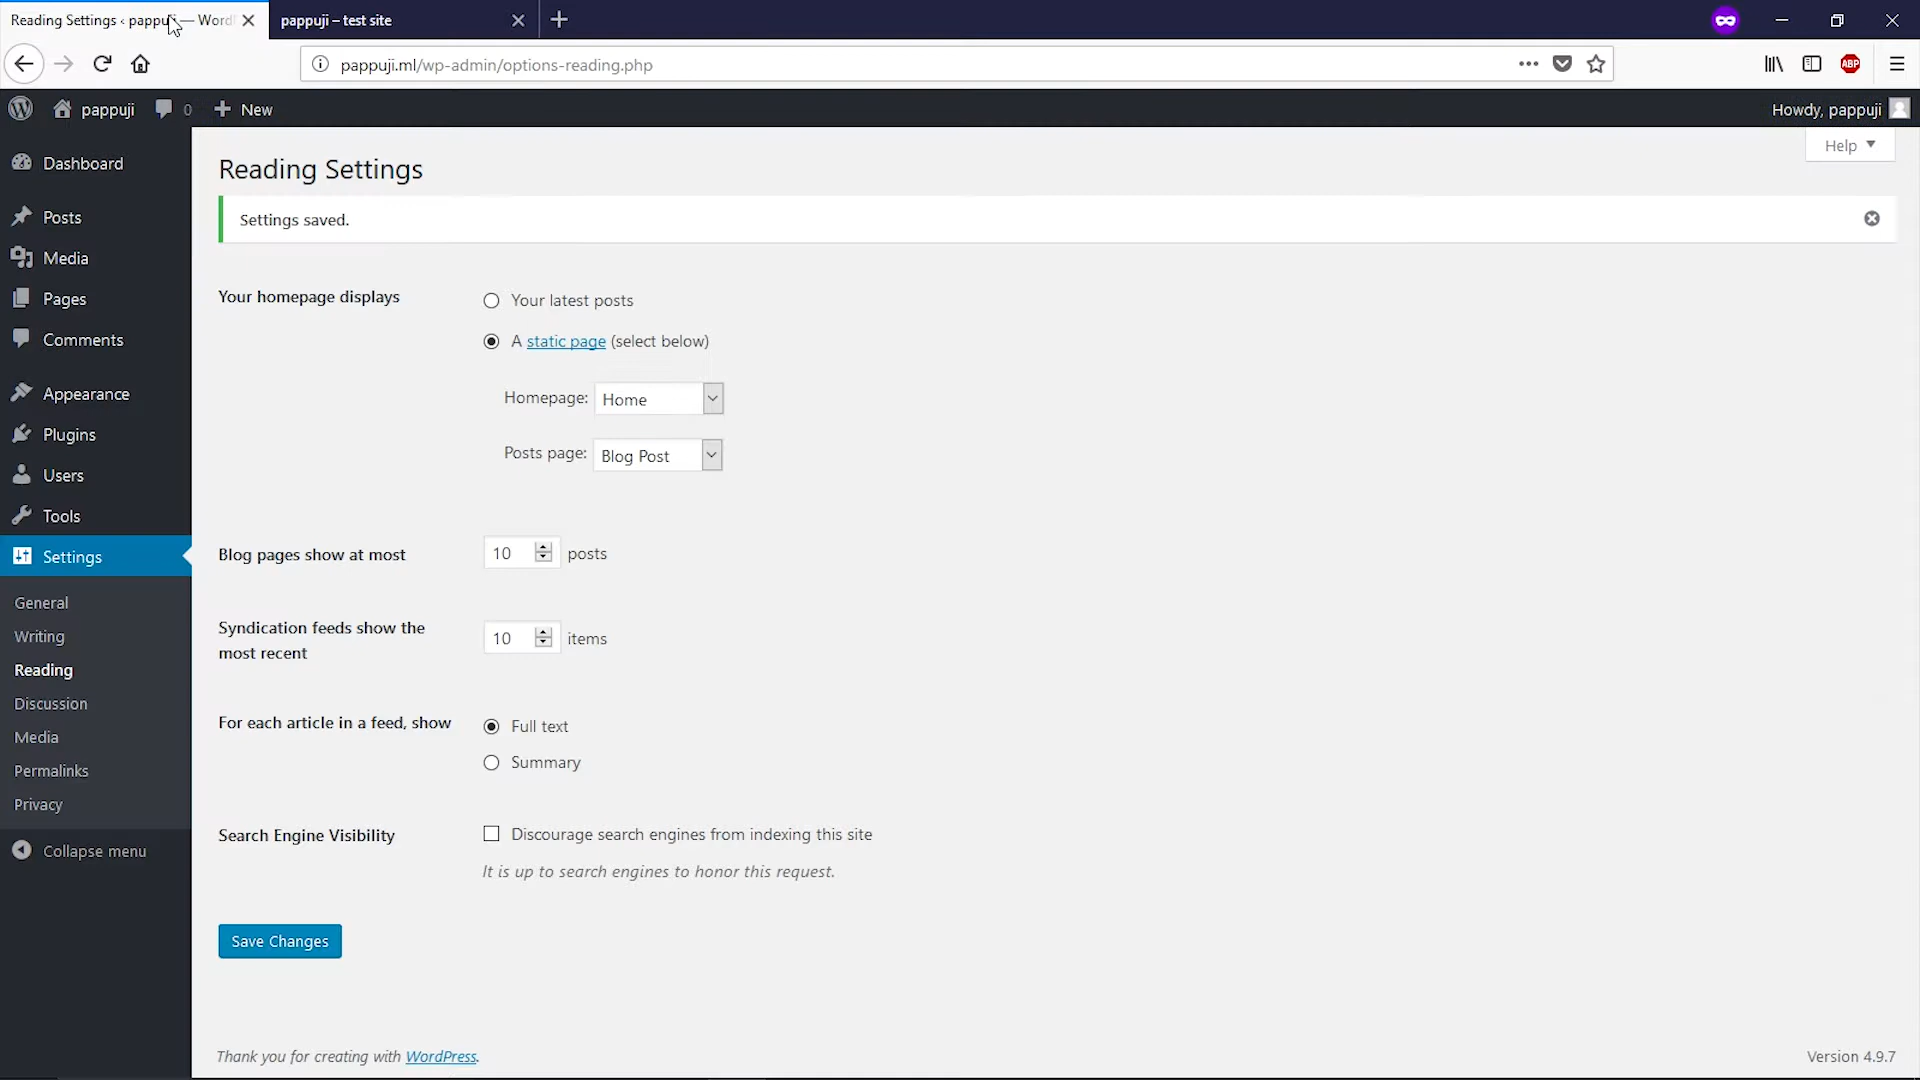 Reading Settings ‹ pappuji — Word
pappuji – test site
pappuji.ml/wp-admin/options-reading.php
ABP
pappuji
0
New
Howdy, pappuji
Help
Dashboard
Posts
Media
Pages
Comments
Appearance
Plugins
Users
Tools
Settings
General
Writing
Reading
Discussion
Media
Permalinks
Privacy
Collapse menu
Reading Settings
Settings saved.
Your homepage displays
Your latest posts
A static page (select below)
Homepage: Home
Posts page: Blog Post
Blog pages show at most
10 posts
Syndication feeds show the
most recent
10 items
For each article in a feed, show
Full text
Summary
Search Engine Visibility
Discourage search engines from indexing this site
It is up to search engines to honor this request.
Save Changes
Thank you for creating with WordPress.
Version 4.9.7